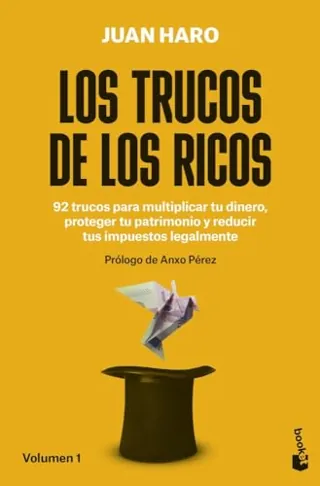 JUAN HARO
LOS TRUCOS
DE LOS RICOS
92 trucos para multiplicar tu dinero,
proteger tu patrimonio y reducir
tus impuestos legalmente
Prólogo de Anxo Pérez
Volumen 1
booket